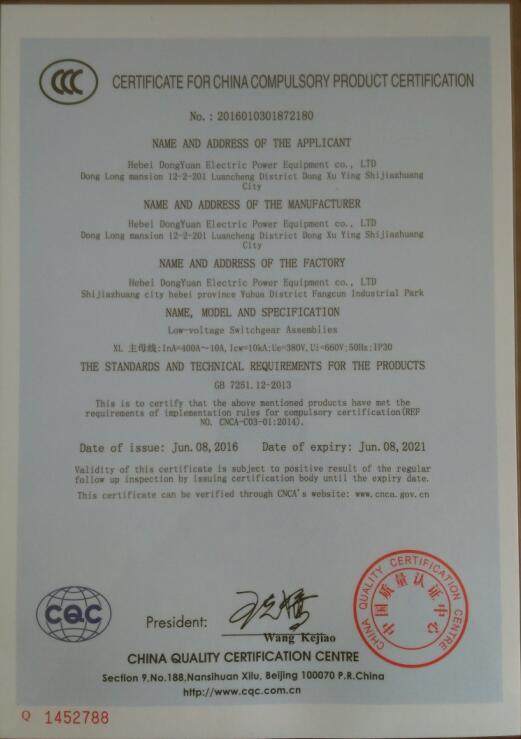 CCC
CERTIFICATE FOR CHINA COMPULSORY PRODUCT CERTIFICATION
No.: 2016010301872180
NAME AND ADDRESS OF THE APPLICANT
Hebei DongYuan Electric Power Equipment co., LTD
Dong Long mansion 12-2-201 Luancheng District Dong Xu Ying Shijiazhuang
City
NAME AND ADDRESS OF THE MANUFACTURER
Hebei DongYuan Electric Power Equipment co., LTD
Dong Long mansion 12-2-201 Luancheng District Dong Xu Ying Shijiazhuang
City
NAME AND ADDRESS OF THE FACTORY
Hebei DongYuan Electric Power Equipment co., LTD
Shijiazhuang city hebei province Yuhua District Fangcun Industrial Park
NAME, MODEL AND SPECIFICATION
Low-voltage Switchgear Assemblies
XL 主母线:InA=400A~10A,Icw=10kA;Ue=380V,Ui=660V;50Hz;IP30
THE STANDARDS AND TECHNICAL REQUIREMENTS FOR THE PRODUCTS
GB 7251.12-2013
This is to certify that the above mentioned products have met the
requirements of implementation rules for compulsory certification(REF
NO. CNCA-C03-01:2014).
Date of issue: Jun.08,2016 Date of expiry: Jun.08,2021
Validity of this certificate is subject to positive result of the regular
follow up inspection by issuing certification body until the expiry date.
This certificate can be verified through CNCA's website: www.cnca.gov.cn
CHINA QUALITY CERTIFICATION CENTRE
中国质量认证中心
CQC
President:
Wang Kejiao
CHINA QUALITY CERTIFICATION CENTRE
Section 9,No.188,Nansihuan Xilu, Beijing 100070 P.R.China
http://www.cqc.com.cn
Q 1452788